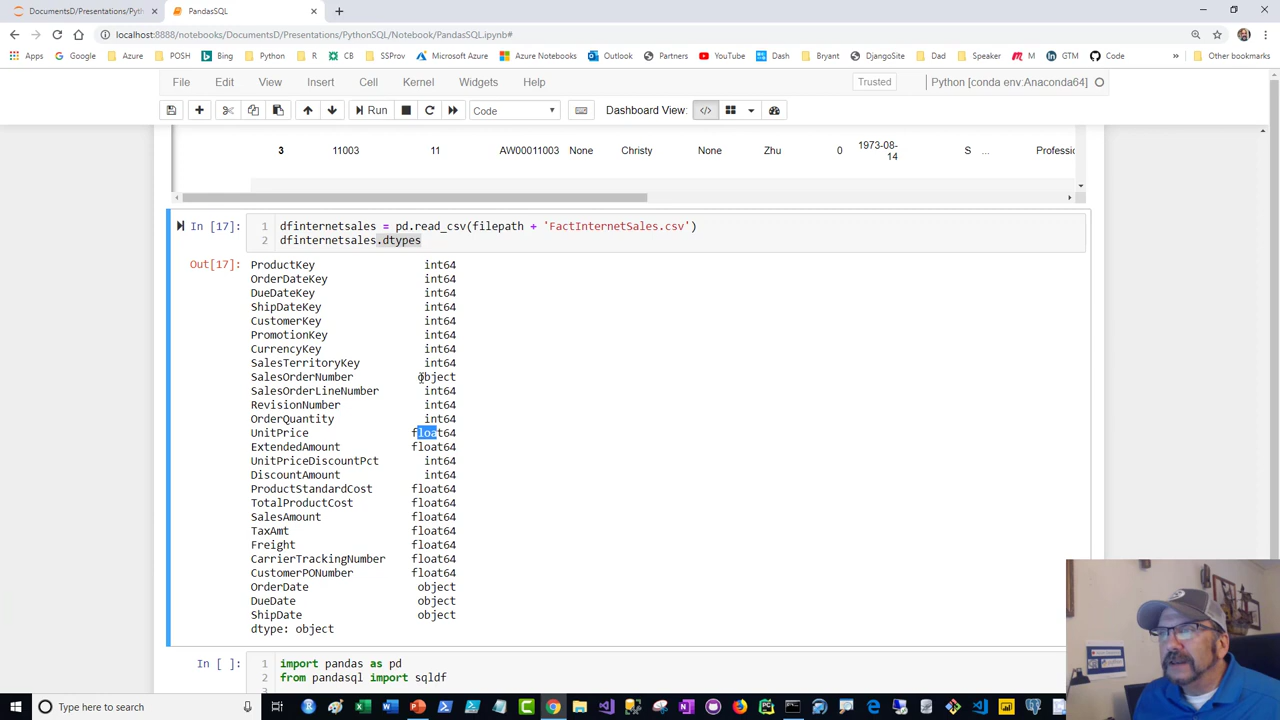 DocumentsD/Presentations/Pyth
PandasSQL
localhost:8888/notebooks/DocumentsD/Presentations/PythonSQL/Notebook/PandasSQL.ipynb#
Apps Google Azure POSH Bing Python R CB SSProv Microsoft Azure Azure Notebooks Outlook Partners YouTube Dash Bryant DjangoSite Dad Speaker M GTM Code » Other bookmarks
File Edit View Insert Cell Kernel Widgets Help Trusted Python [conda env:Anaconda64]
Run Code Dashboard View:
3 11003 11 AW00011003 None Christy None Zhu 0 1973-08-
14 S ... Professic
In [17]: 1 dfinternetsales = pd.read_csv(filepath + 'FactInternetSales.csv')
2 dfinternetsales.dtypes
Out[17]: ProductKey int64
OrderDateKey int64
DueDateKey int64
ShipDateKey int64
CustomerKey int64
PromotionKey int64
CurrencyKey int64
SalesTerritoryKey int64
SalesOrderNumber object
SalesOrderLineNumber int64
RevisionNumber int64
OrderQuantity int64
UnitPrice float64
ExtendedAmount float64
UnitPriceDiscountPct int64
DiscountAmount int64
ProductStandardCost float64
TotalProductCost float64
SalesAmount float64
TaxAmt float64
Freight float64
CarrierTrackingNumber float64
CustomerPONumber float64
OrderDate object
DueDate object
ShipDate object
dtype: object
In [ ]: 1 import pandas as pd
2 from pandasql import sqldf
3
Type here to search